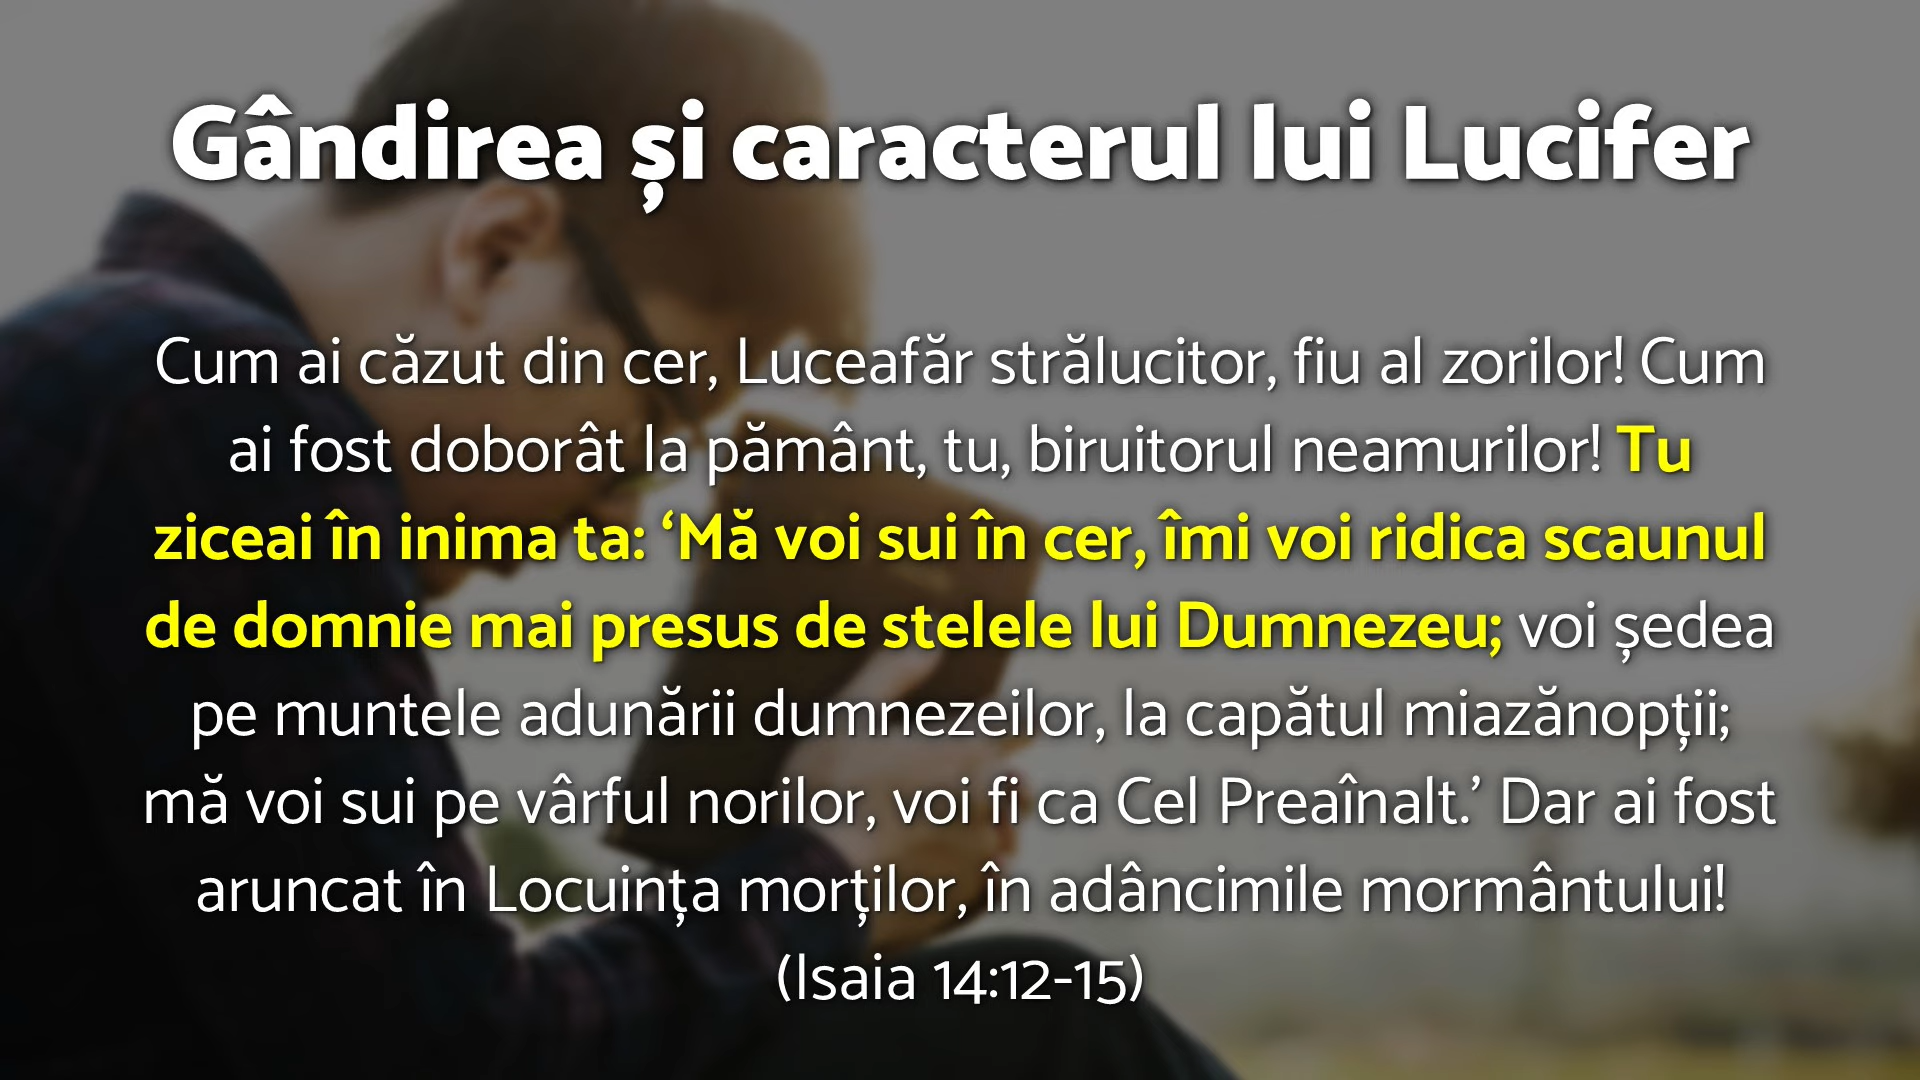 Gândirea și caracterul lui Lucifer
Cum ai căzut din cer, Luceafăr strălucitor, fiu al zorilor! Cum
ai fost doborât la pământ, tu, biruitorul neamurilor! Tu
ziceai în inima ta: ‘Mă voi sui în cer, îmi voi ridica scaunul
de domnie mai presus de stelele lui Dumnezeu; voi ședea
pe muntele adunării dumnezeilor, la capătul miazănopții;
mă voi sui pe vârful norilor, voi fi ca Cel Preaînalt.’ Dar ai fost
aruncat în Locuința morților, în adâncimile mormântului!
(Isaia 14:12-15)